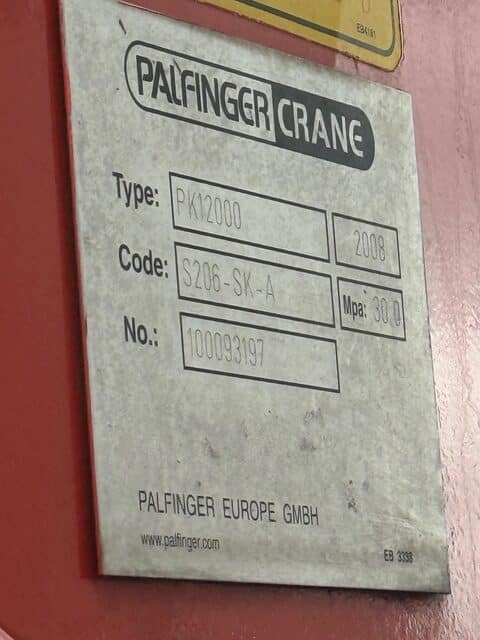 EB4181
PALFINGER CRANE
Type: PK12000 2008
Code: S206-SK-A Mpa: 30,0
No.: 100093197
PALFINGER EUROPE GMBH
www.palfinger.com
EB 3338